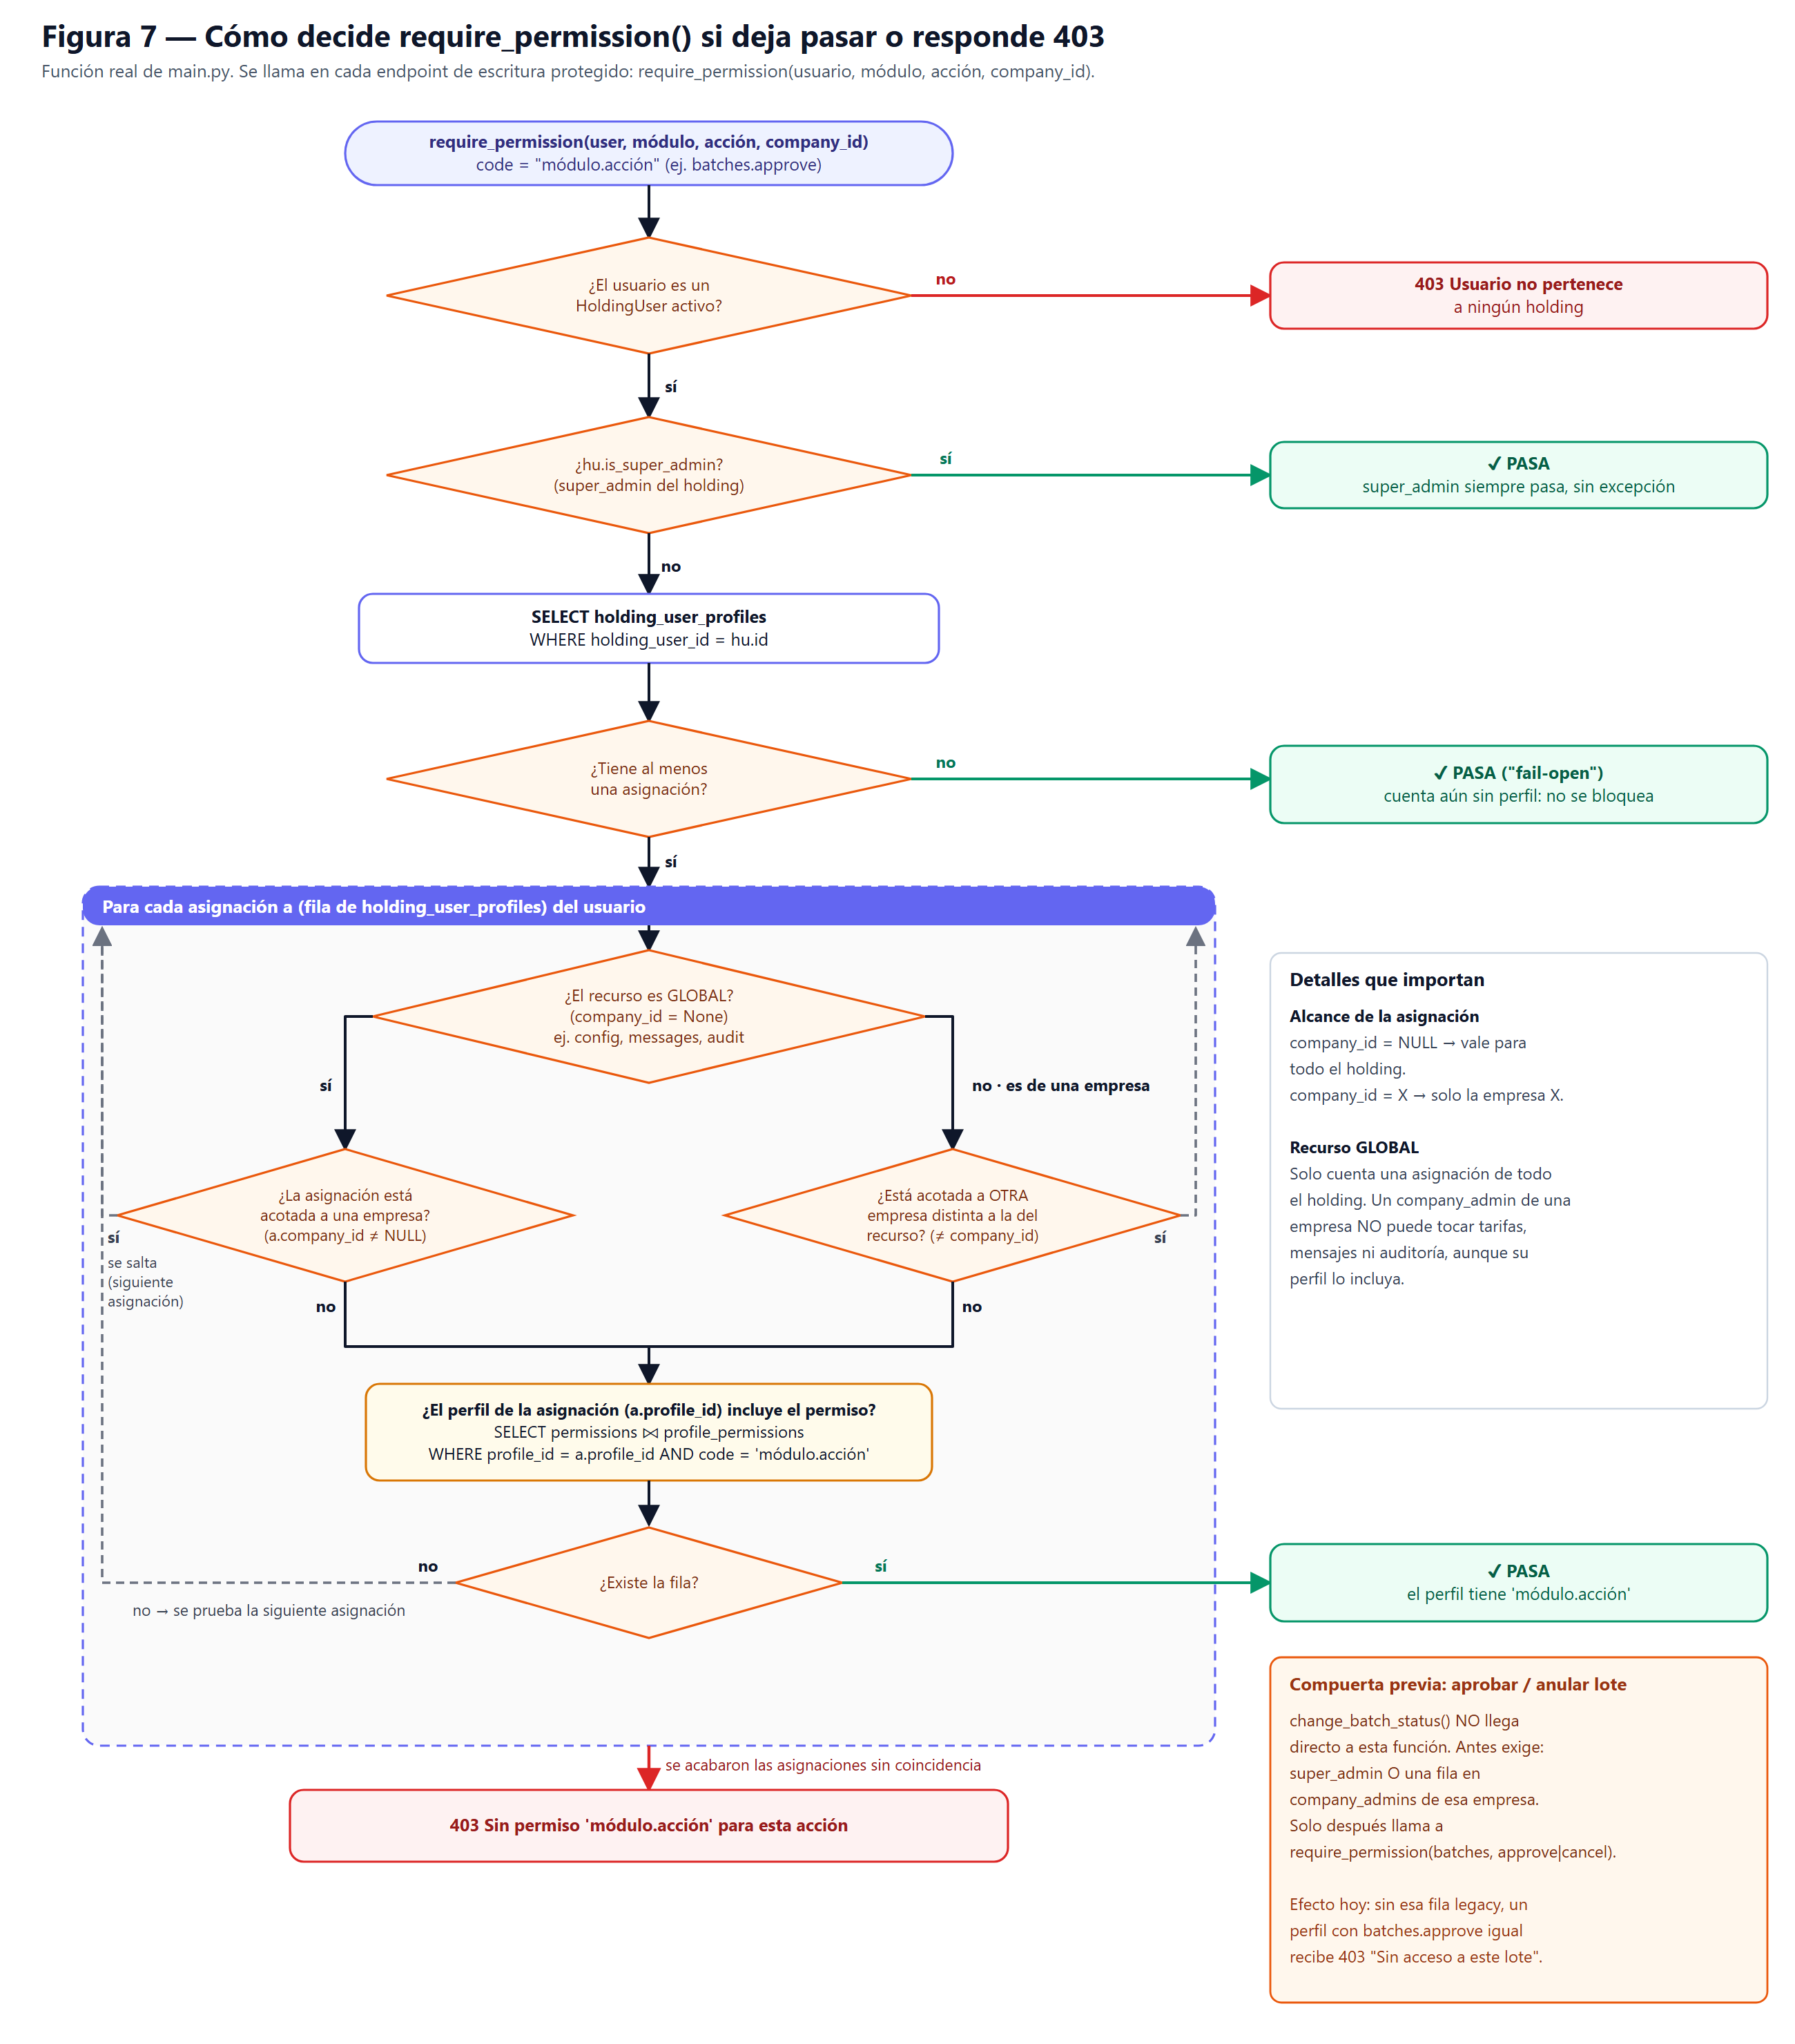 Figura 7 — Cómo decide require_permission() si deja pasar o responde 403
Función real de main.py. Se llama en cada endpoint de escritura protegido: require_permission(usuario, módulo, acción, company_id).
require_permission(user, módulo, acción, company_id)
code = "módulo.acción" (ej. batches.approve)
¿El usuario es un
HoldingUser activo?
no
403 Usuario no pertenece
a ningún holding
sí
¿hu.is_super_admin?
(super_admin del holding)
sí
✓ PASA
super_admin siempre pasa, sin excepción
no
SELECT holding_user_profiles
WHERE holding_user_id = hu.id
¿Tiene al menos
una asignación?
no
✓ PASA ("fail-open")
cuenta aún sin perfil: no se bloquea
sí
Para cada asignación a (fila de holding_user_profiles) del usuario
¿El recurso es GLOBAL?
(company_id = None)
ej. config, messages, audit
sí
no · es de una empresa
¿La asignación está
acotada a una empresa?
(a.company_id ≠ NULL)
sí
se salta
(siguiente
asignación)
no
¿Está acotada a OTRA
empresa distinta a la del
recurso? (≠ company_id)
sí
no
¿El perfil de la asignación (a.profile_id) incluye el permiso?
SELECT permissions ⋈ profile_permissions
WHERE profile_id = a.profile_id AND code = 'módulo.acción'
¿Existe la fila?
no
no → se prueba la siguiente asignación
sí
✓ PASA
el perfil tiene 'módulo.acción'
se acabaron las asignaciones sin coincidencia
403 Sin permiso 'módulo.acción' para esta acción
Detalles que importan
Alcance de la asignación
company_id = NULL → vale para
todo el holding.
company_id = X → solo la empresa X.
Recurso GLOBAL
Solo cuenta una asignación de todo
el holding. Un company_admin de una
empresa NO puede tocar tarifas,
mensajes ni auditoría, aunque su
perfil lo incluya.
Compuerta previa: aprobar / anular lote
change_batch_status() NO llega
directo a esta función. Antes exige:
super_admin O una fila en
company_admins de esa empresa.
Solo después llama a
require_permission(batches, approve|cancel).
Efecto hoy: sin esa fila legacy, un
perfil con batches.approve igual
recibe 403 "Sin acceso a este lote".